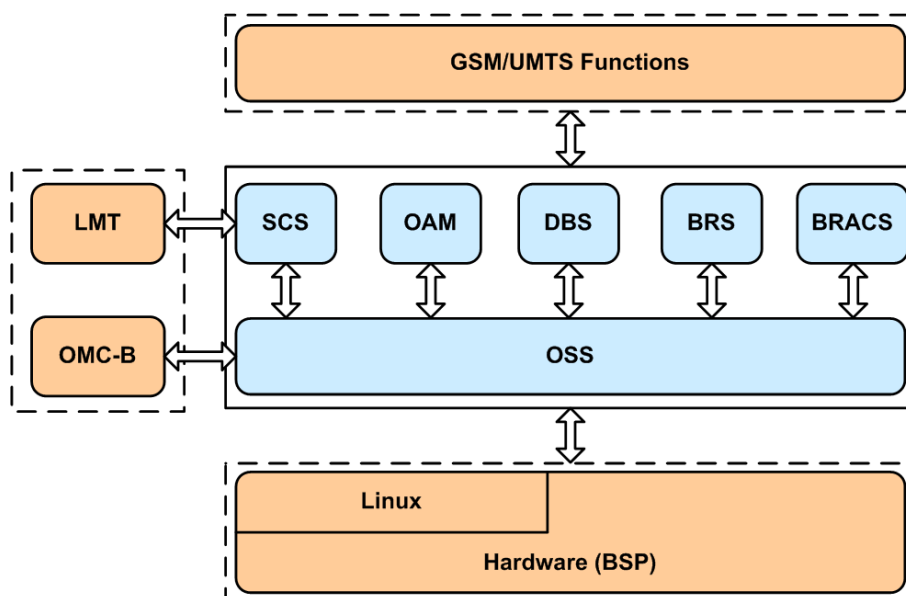 GSM/UMTS Functions
LMT
SCS
OAM
DBS
BRS
BRACS
OMC-B
OSS
Linux
Hardware (BSP)